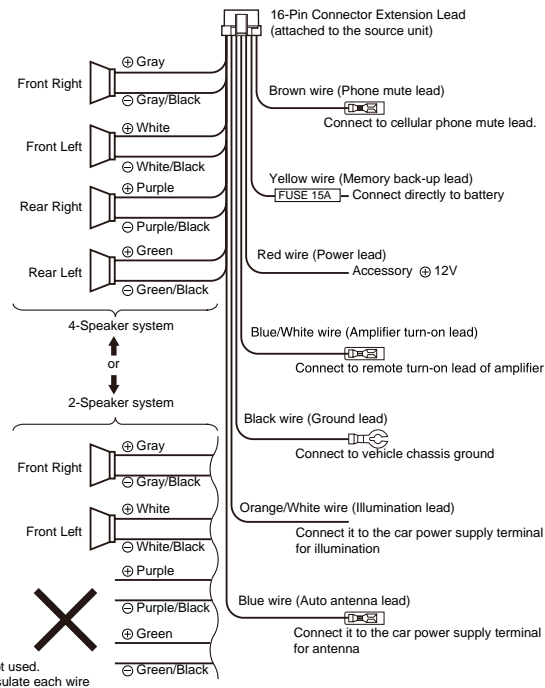 16-Pin Connector Extension Lead
(attached to the source unit)
Front Right
⊕ Gray
⊖ Gray/Black
Front Left
⊕ White
⊖ White/Black
Rear Right
⊕ Purple
⊖ Purple/Black
Rear Left
⊕ Green
⊖ Green/Black
4-Speaker system
or
2-Speaker system
Front Right
⊕ Gray
⊖ Gray/Black
Front Left
⊕ White
⊖ White/Black
⊕ Purple
⊖ Purple/Black
⊕ Green
⊖ Green/Black
used.
each wire
Brown wire (Phone mute lead)
Connect to cellular phone mute lead.
Yellow wire (Memory back-up lead)
FUSE 15A
Connect directly to battery
Red wire (Power lead)
Accessory ⊕ 12V
Blue/White wire (Amplifier turn-on lead)
Connect to remote turn-on lead of amplifier
Black wire (Ground lead)
Connect to vehicle chassis ground
Orange/White wire (Illumination lead)
Connect it to the car power supply terminal
for illumination
Blue wire (Auto antenna lead)
Connect it to the car power supply terminal
for antenna